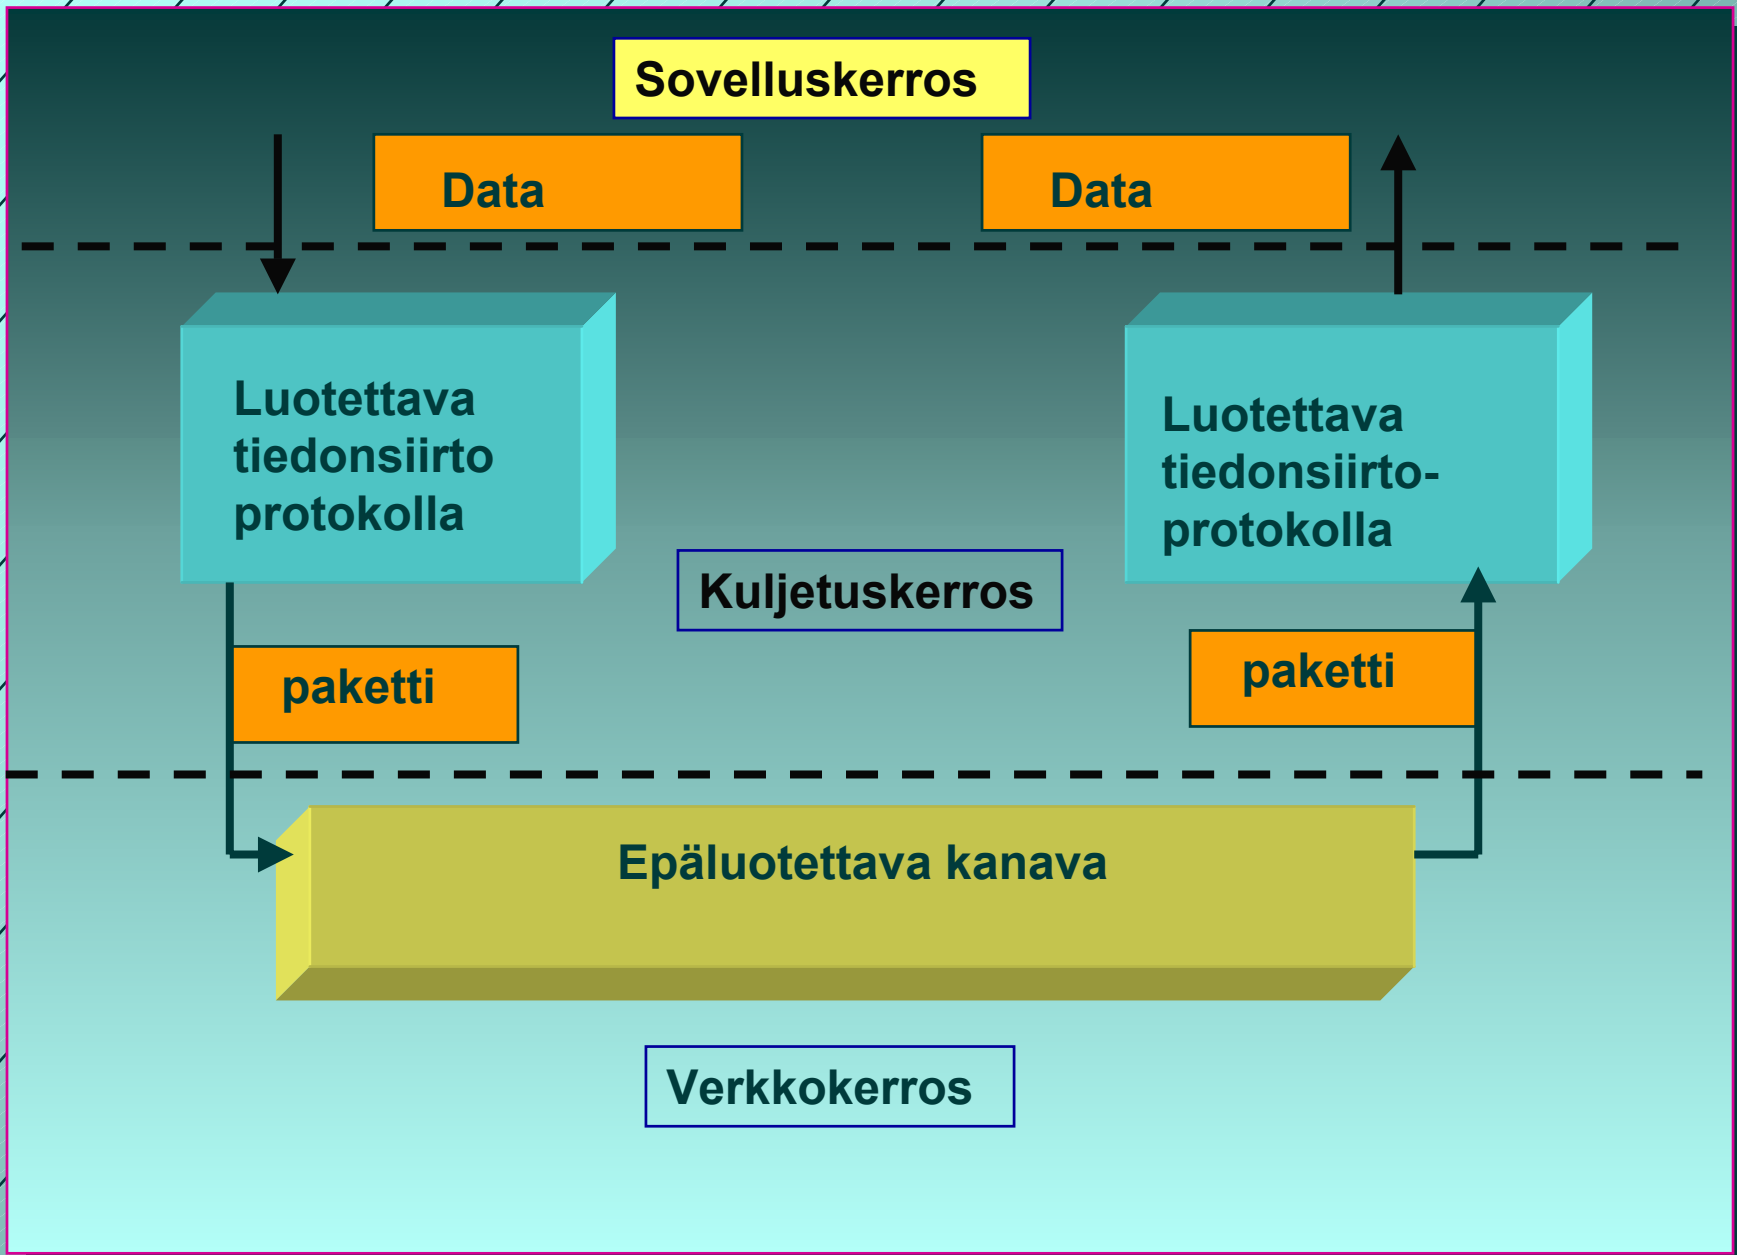 Sovelluskerros
Data
Data
Luotettava
tiedonsiirto
protokolla
Luotettava
tiedonsiirto-
protokolla
Kuljetuskerros
paketti
paketti
Epäluotettava kanava
Verkkokerros